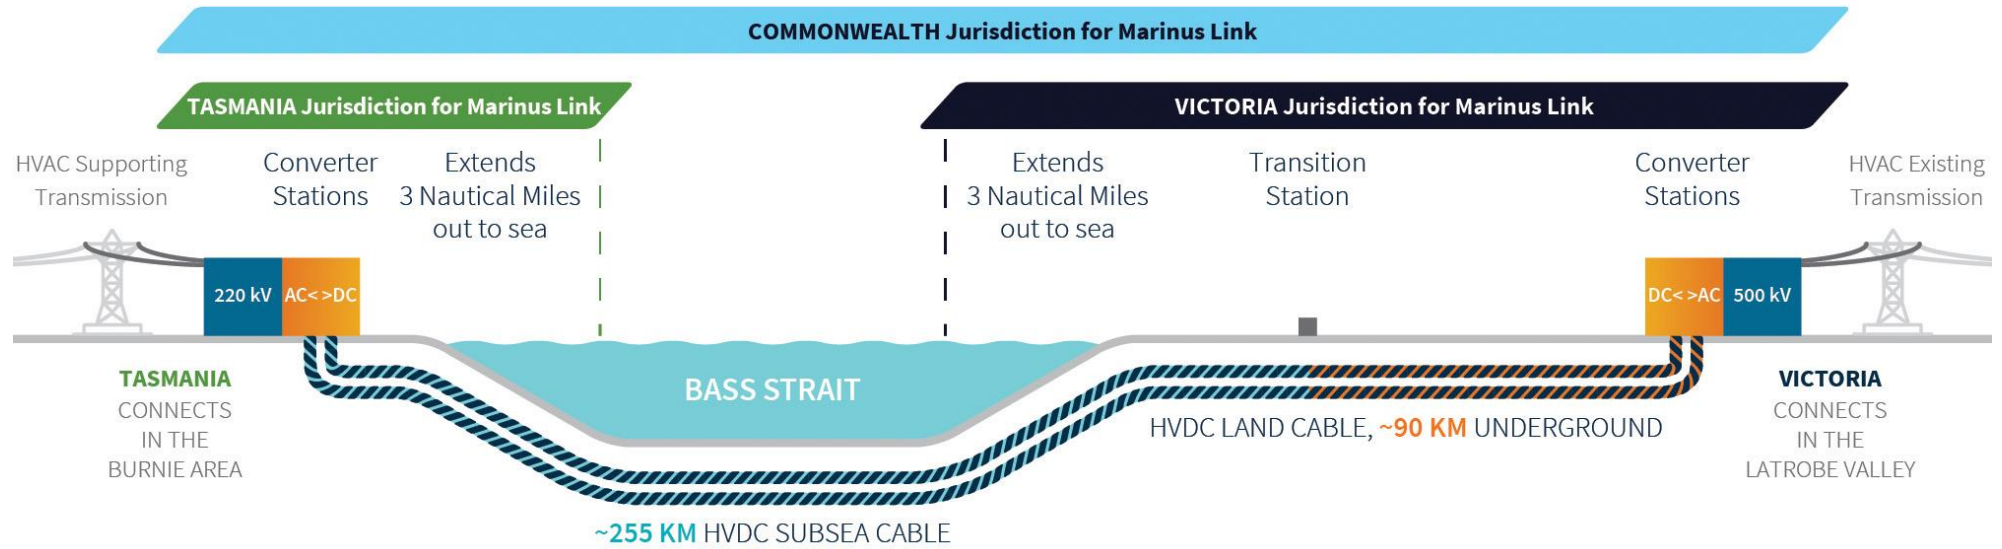 COMMONWEALTH Jurisdiction for Marinus Link
TASMANIA Jurisdiction for Marinus Link
VICTORIA Jurisdiction for Marinus Link
HVAC Supporting
Transmission
Converter
Stations
Extends
3 Nautical Miles
out to sea
Extends
3 Nautical Miles
out to sea
Transition
Station
Converter
Stations
HVAC Existing
Transmission
220 kV
AC< >DC
DC< >AC
500 kV
TASMANIA
CONNECTS
IN THE
BURNIE AREA
BASS STRAIT
VICTORIA
CONNECTS
IN THE
LATROBE VALLEY
HVDC LAND CABLE, ~90 KM UNDERGROUND
~255 KM HVDC SUBSEA CABLE